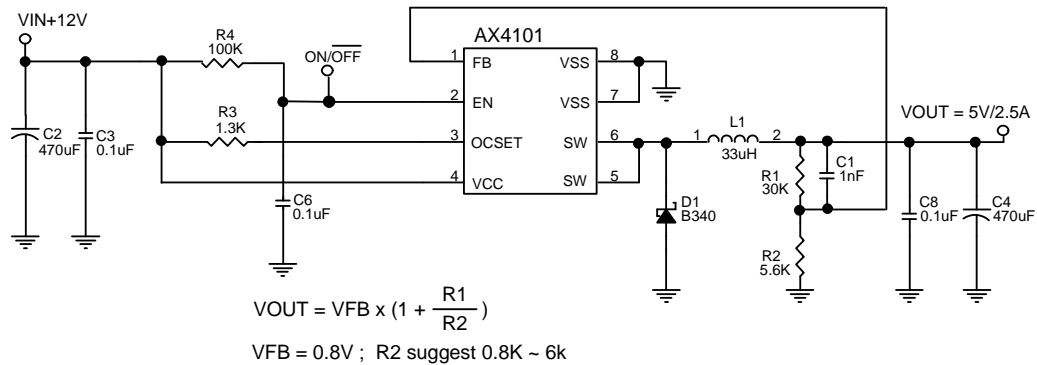 VIN+12V
R4
100K
ON/OFF
AX4101
1
FB
VSS
8
2
EN
VSS
7
R3
1.3K
3
OCSET
SW
6
4
VCC
SW
5
C2
470uF
C3
0.1uF
C6
0.1uF
1
L1
2
33uH
VOUT = 5V/2.5A
D1
B340
R1
30K
C1
1nF
R2
5.6K
C8
0.1uF
C4
470uF
VOUT = VFB x (1 + R1
R2 )
VFB = 0.8V ; R2 suggest 0.8K ~ 6k